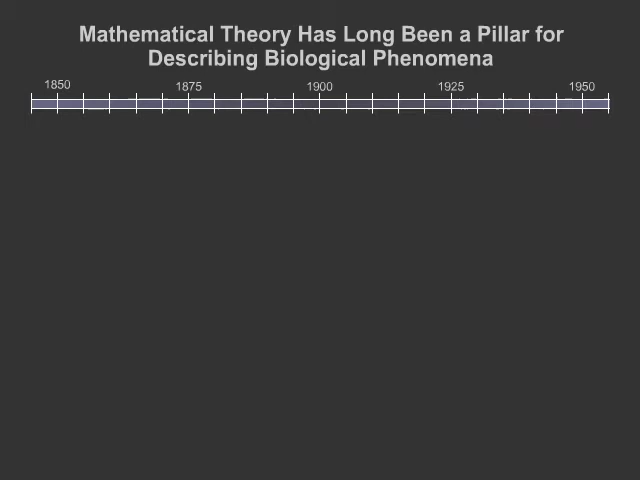 Mathematical Theory Has Long Been a Pillar for
Describing Biological Phenomena
1850 1875 1900 1925 1950